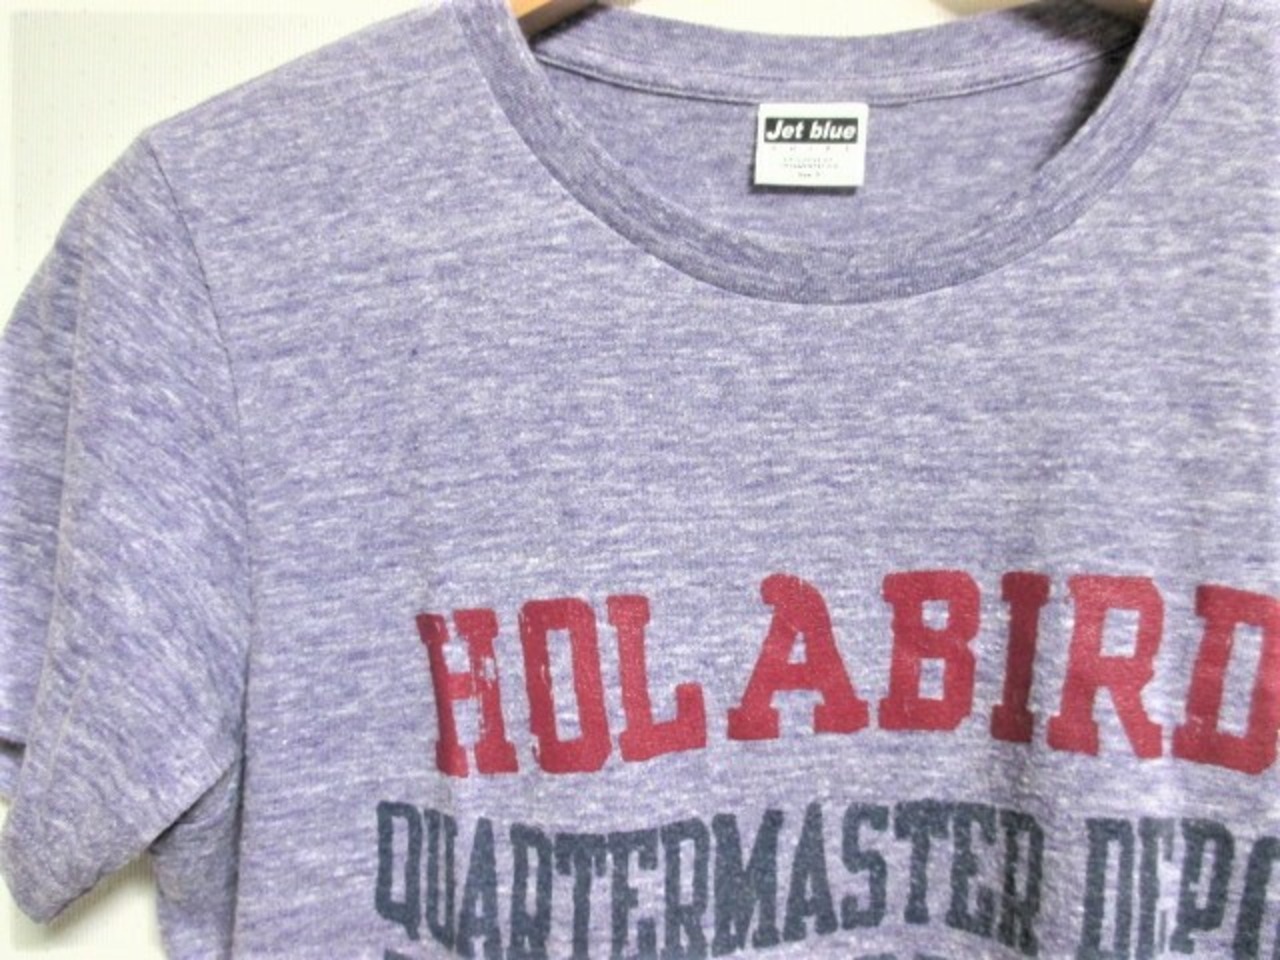 Jet blue
HOLABIRD
QUARTERMASTER DEPO